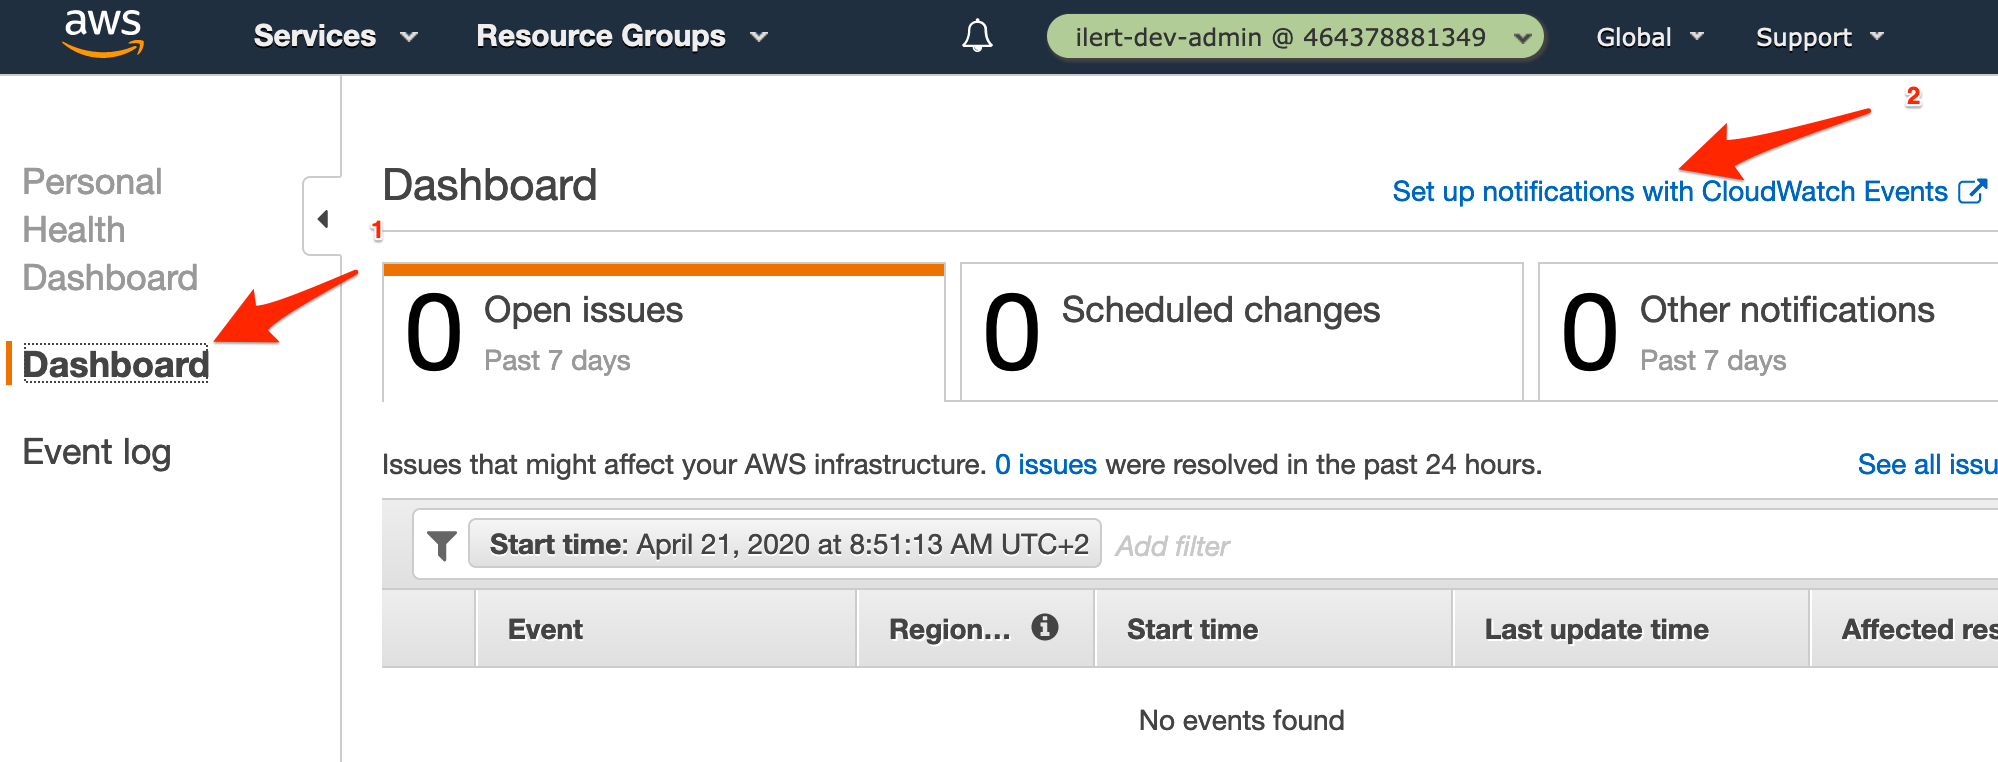 aws
Services
Resource Groups
ilert-dev-admin @ 464378881349
Global
Support
2
Personal
Health
Dashboard
Dashboard
Event log
Dashboard
Set up notifications with CloudWatch Events
1
0
Open issues
Past 7 days
0
Scheduled changes
0
Other notifications
Past 7 days
Issues that might affect your AWS infrastructure. 0 issues were resolved in the past 24 hours.
See all issu
Start time: April 21, 2020 at 8:51:13 AM UTC+2
Add filter
Event
Region...
Start time
Last update time
Affected res
No events found